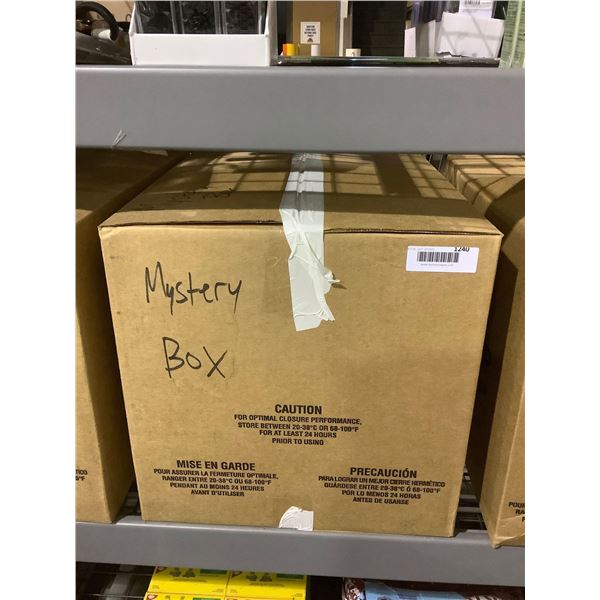 1240
Mystery
Box
CAUTION
FOR OPTIMAL CLOSURE PERFORMANCE,
STORE BETWEEN 20-38°C OR 68-100°F
FOR AT LEAST 24 HOURS
PRIOR TO USING
MISE EN GARDE
POUR ASSURER LA FERMETURE OPTIMALE,
RANGER ENTRE 20-38°C OU 68-100°F
PENDANT AU MOINS 24 HEURES
AVANT D'UTILISER
PRECAUCIÓN
PARA LOGRAR UN MEJOR CIERRE HERMÉTICO
GUÁRDESE ENTRE 20-38°C O 68-100°F
POR LO MENOS 24 HORAS
ANTES DE USARSE